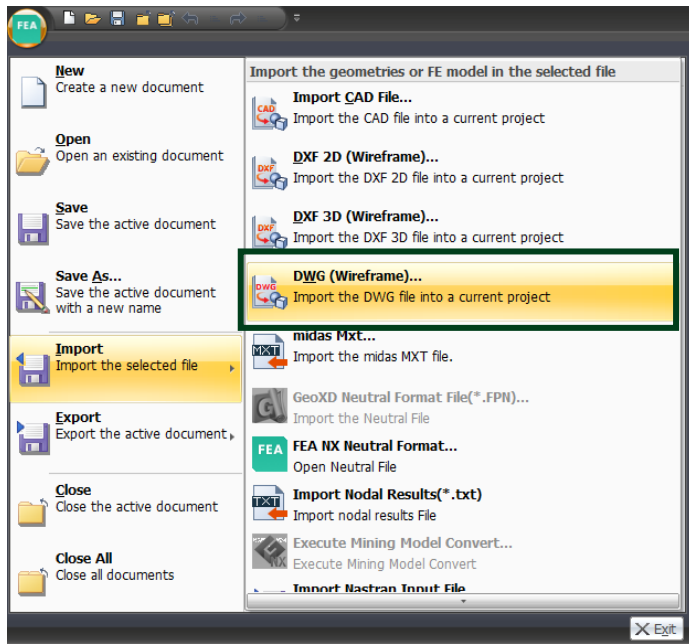 FEA
New
Create a new document
Open
Open an existing document
Save
Save the active document
Save As...
Save the active document
with a new name
Import
Import the selected file
Export
Export the active document
Close
Close the active document
Close All
Close all documents
Import the geometries or FE model in the selected file
CAD
Import CAD File...
Import the CAD file into a current project
DXF
DXF 2D (Wireframe)...
Import the DXF 2D file into a current project
DXF
DXF 3D (Wireframe)...
Import the DXF 3D file into a current project
DWG
DWG (Wireframe)...
Import the DWG file into a current project
MXT
midas Mxt...
Import the midas MXT file.
G
GeoXD Neutral Format File(*.FPN)...
Import the Neutral File
FEA
FEA NX Neutral Format...
Open Neutral File
TXT
Import Nodal Results(*.txt)
Import nodal results File
NX
Execute Mining Model Convert...
Execute Mining Model Convert
Import Nastran Input File
Exit